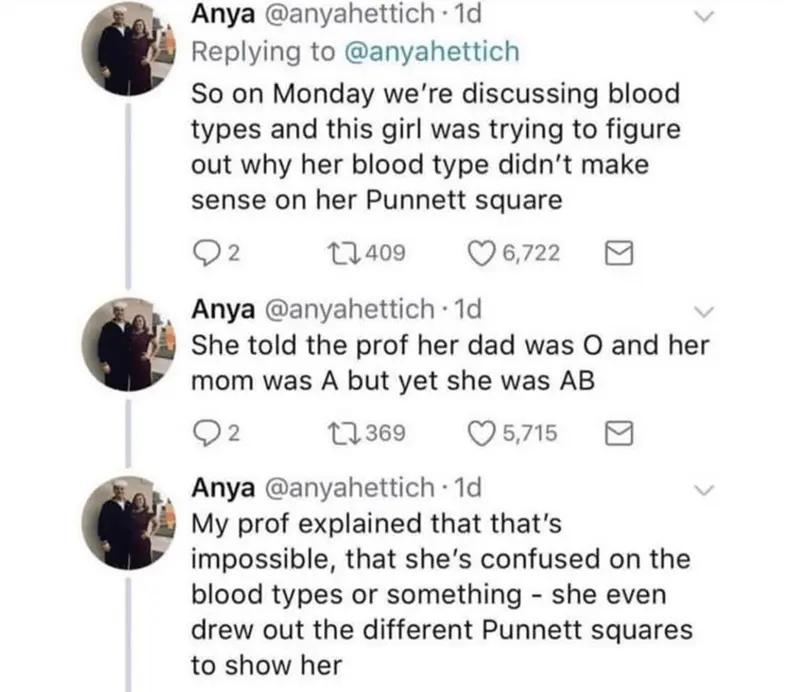 Anya @anyahettich · 1d
Replying to @anyahettich
So on Monday we're discussing blood
types and this girl was trying to figure
out why her blood type didn't make
sense on her Punnett square
2 409 6,722
Anya @anyahettich · 1d
She told the prof her dad was O and her
mom was A but yet she was AB
2 369 5,715
Anya @anyahettich · 1d
My prof explained that that's
impossible, that she's confused on the
blood types or something - she even
drew out the different Punnett squares
to show her